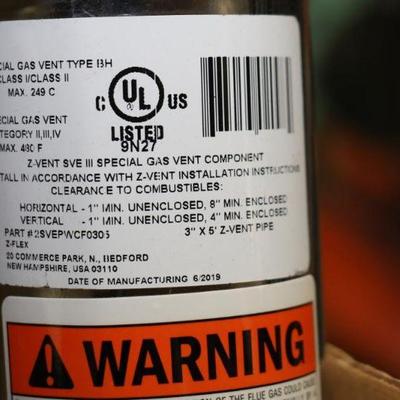 CIAL GAS VENT TYPE BH
CLASS I/CLASS II
MAX. 249 C
CIAL GAS VENT
TEGORY II,III,IV
MAX. 480 F
C UL US
LISTED
9N27
Z-VENT SVE III SPECIAL GAS VENT COMPONENT
TALL IN ACCORDANCE WITH Z-VENT INSTALLATION INSTRUCTIONS
CLEARANCE TO COMBUSTIBLES:
HORIZONTAL - 1" MIN. UNENCLOSED, 8" MIN. ENCLOSED
VERTICAL - 1" MIN. UNENCLOSED, 4" MIN. ENCLOSED
PART # 2SVEPWCF0305 3" X 5' Z-VENT PIPE
Z-FLEX
20 COMMERCE PARK, N., BEDFORD
NEW HAMPSHIRE, USA 03110
DATE OF MANUFACTURING 6/2019
WARNING
OF THE FLUE GAS COULD CAUSE